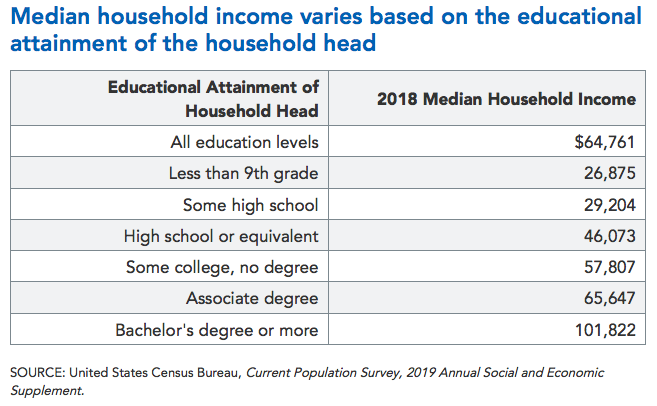 Median household income varies based on the educational
attainment of the household head
Educational Attainment of
Household Head
2018 Median Household Income
All education levels $64,761
Less than 9th grade 26,875
Some high school 29,204
High school or equivalent 46,073
Some college, no degree 57,807
Associate degree 65,647
Bachelor's degree or more 101,822
SOURCE: United States Census Bureau, Current Population Survey, 2019 Annual Social and Economic
Supplement.